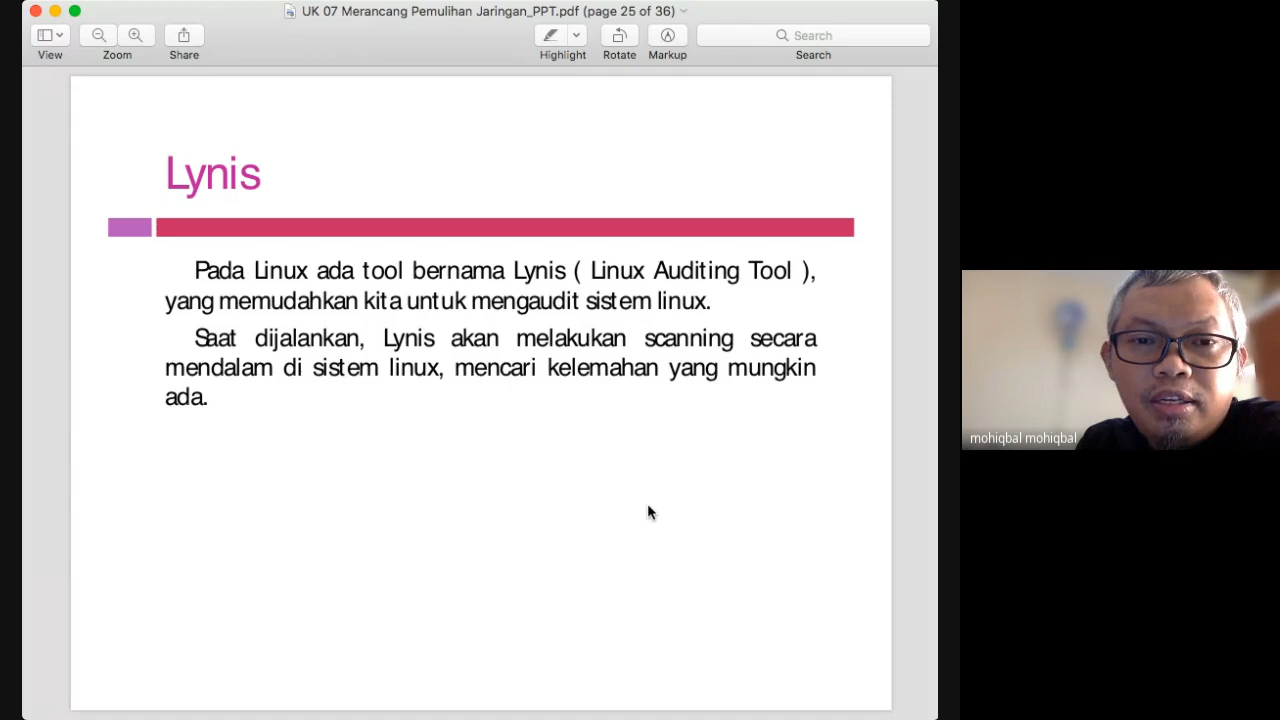 UK 07 Merancang Pemulihan Jaringan_PPT.pdf (page 25 of 36)
Search
View Zoom Share Highlight Rotate Markup Search
Lynis
Pada Linux ada tool bernama Lynis ( Linux Auditing Tool ),
yang memudahkan kita untuk mengaudit sistem linux.
Saat dijalankan, Lynis akan melakukan scanning secara
mendalam di sistem linux, mencari kelemahan yang mungkin
ada.
mohiqbal mohiqbal